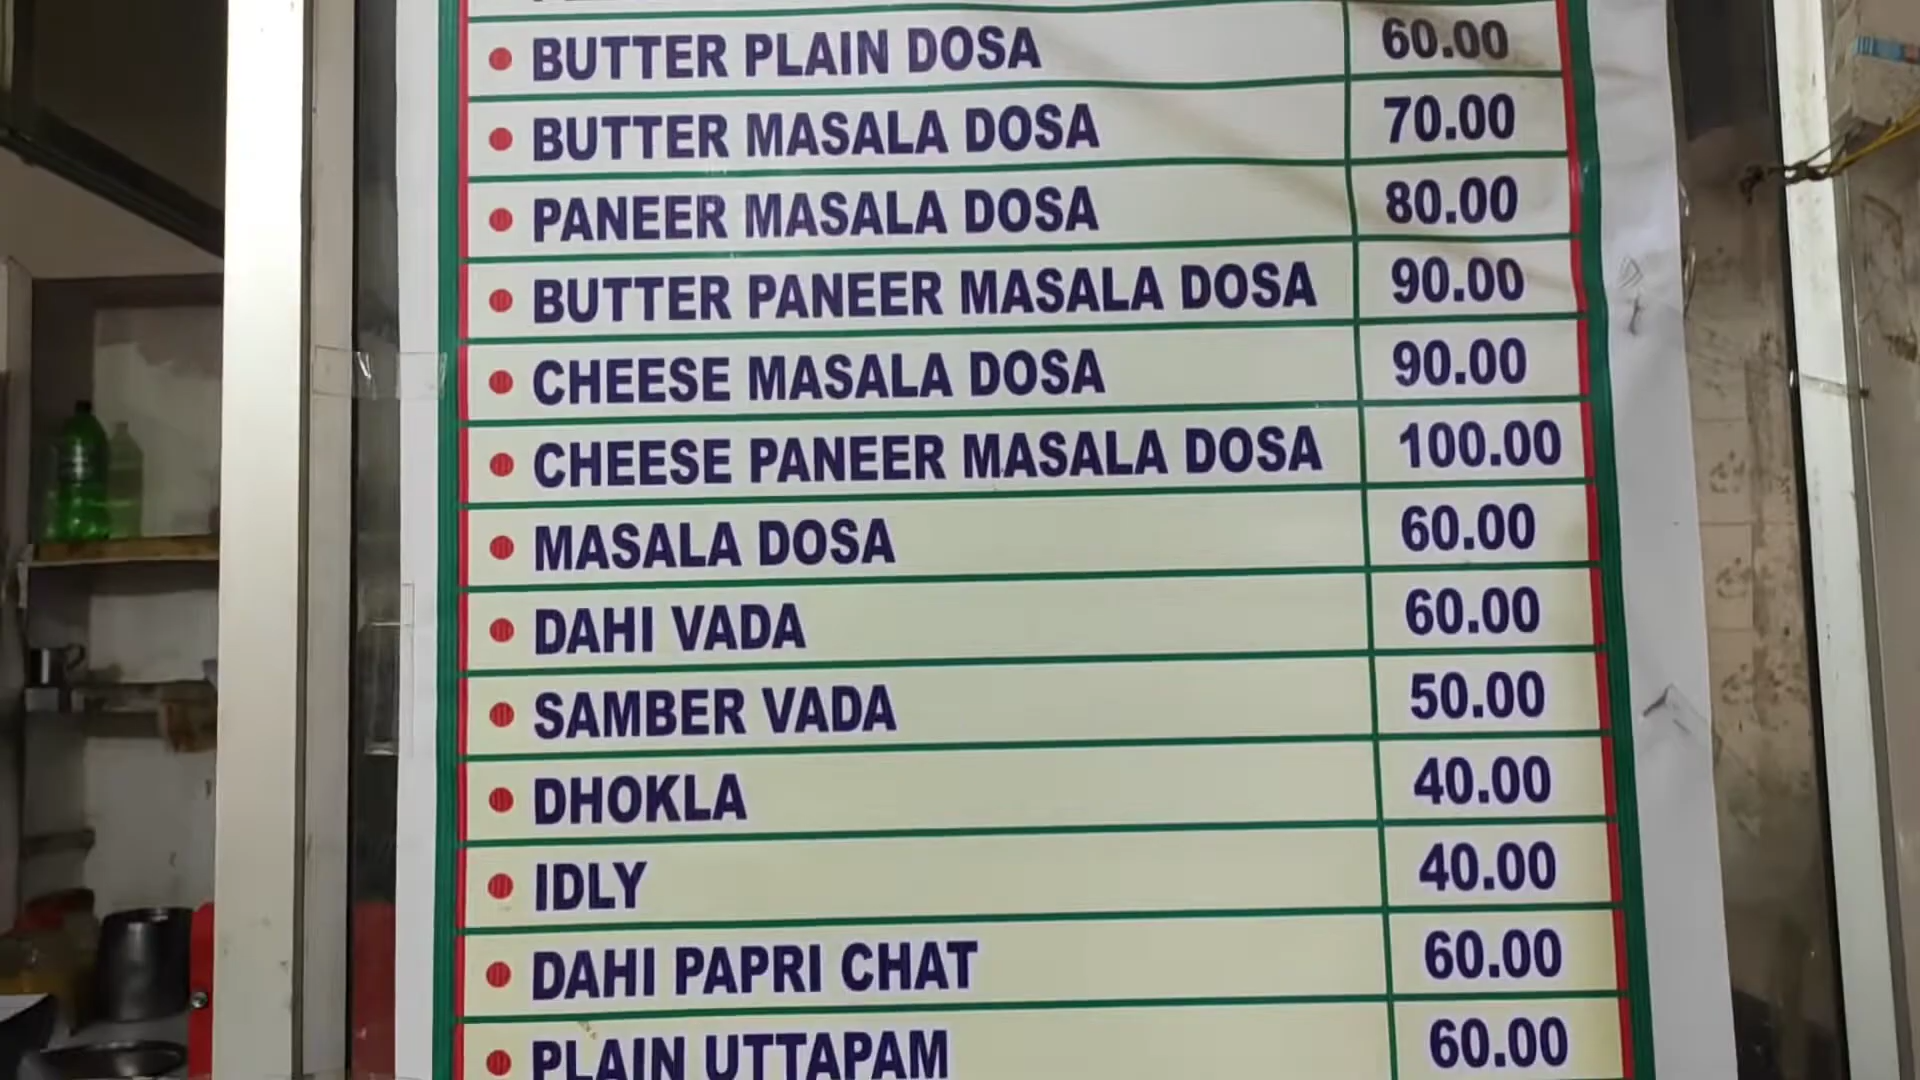 BUTTER PLAIN DOSA 60.00
BUTTER MASALA DOSA 70.00
PANEER MASALA DOSA 80.00
BUTTER PANEER MASALA DOSA 90.00
CHEESE MASALA DOSA 90.00
CHEESE PANEER MASALA DOSA 100.00
MASALA DOSA 60.00
DAHI VADA 60.00
SAMBER VADA 50.00
DHOKLA 40.00
IDLY 40.00
DAHI PAPRI CHAT 60.00
PLAIN UTTAPAM 60.00